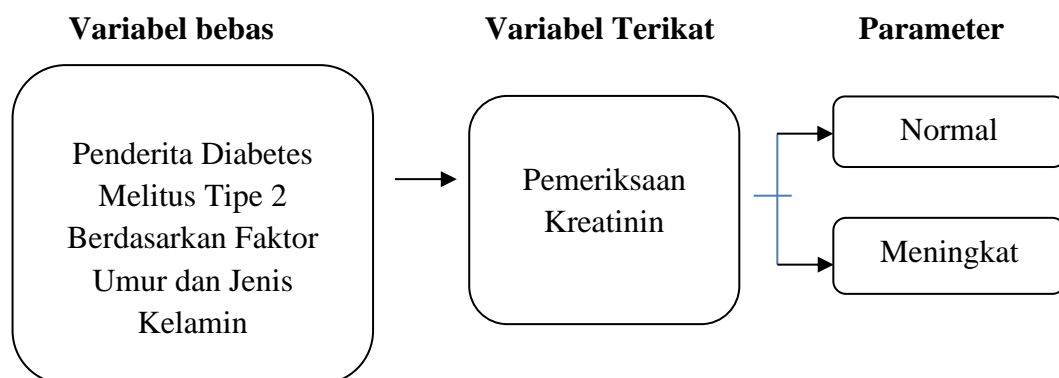 Variabel bebas
Variabel Terikat
Parameter
Penderita Diabetes
Melitus Tipe 2
Berdasarkan Faktor
Umur dan Jenis
Kelamin
Pemeriksaan
Kreatinin
Normal
Meningkat